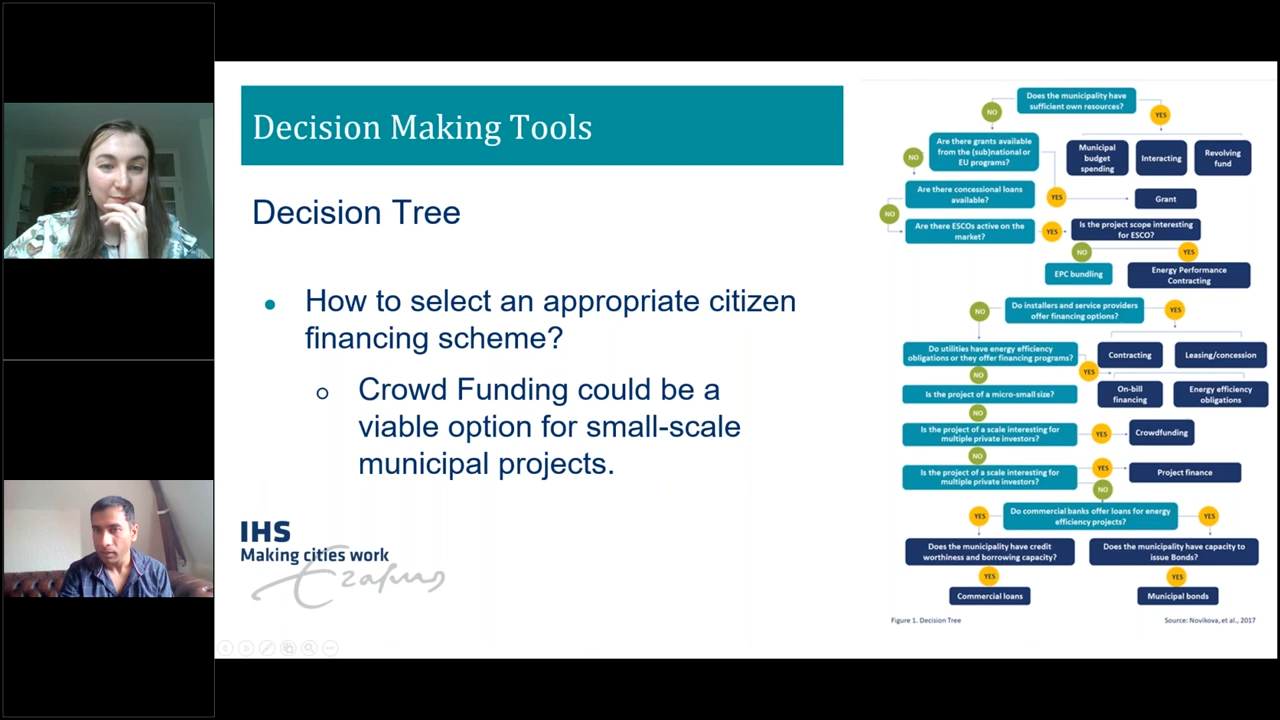 Decision Making Tools
Decision Tree
How to select an appropriate citizen
financing scheme?
Crowd Funding could be a
viable option for small-scale
municipal projects.
IHS
Making cities work
Erasmus
Does the municipality have
sufficient own resources?
NO
YES
Are there grants available
from the (sub)national or
EU programs?
Municipal
budget
spending
Interacting
Revolving
fund
NO
Are there concessional loans
available?
YES
Grant
NO
Are there ESCOs active on the
market?
YES
Is the project scope interesting
for ESCO?
NO
YES
EPC bundling
Energy Performance
Contracting
Do installers and service providers
offer financing options?
NO
YES
Do utilities have energy efficiency
obligations or they offer financing programs?
Contracting
Leasing/concession
YES
NO
On-bill
financing
Energy efficiency
obligations
Is the project of a micro-small size?
NO
Is the project of a scale interesting for
multiple private investors?
YES
Crowdfunding
NO
Is the project of a scale interesting for
multiple private investors?
YES
Project finance
NO
Do commercial banks offer loans for energy
efficiency projects?
YES
YES
Does the municipality have credit
worthiness and borrowing capacity?
Does the municipality have capacity to
issue Bonds?
YES
YES
Commercial loans
Municipal bonds
Figure 1. Decision Tree
Source: Novikova, et al., 2017